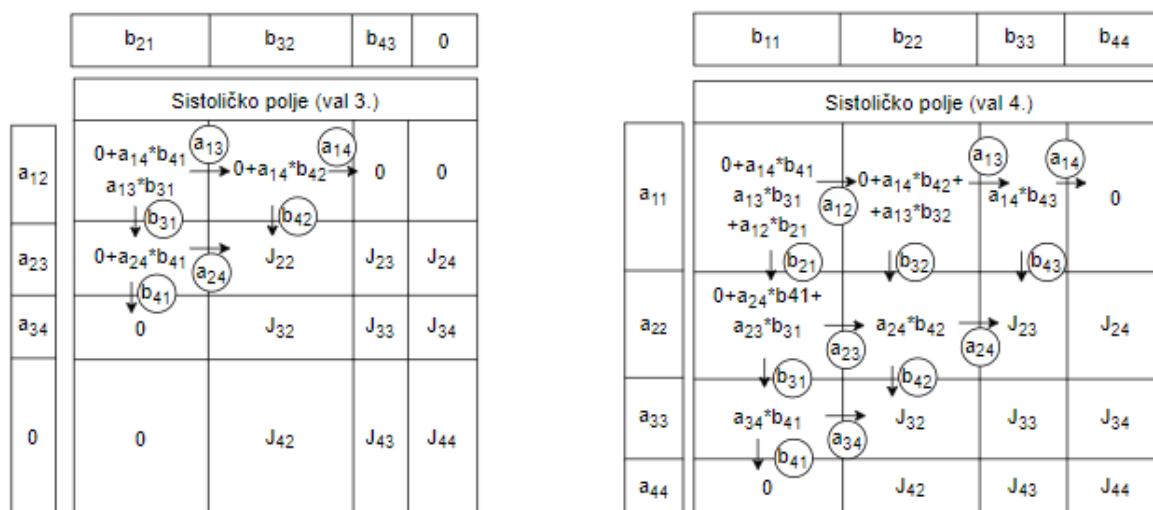 b₂₁ b₃₂ b₄₃ 0
Sistoličko polje (val 3.)
a₁₂ 0+a₁₄*b₄₁ a₁₃ 0+a₁₄*b₄₂ a₁₄ 0 0
a₁₃*b₃₁
b₃₁ b₄₂
a₂₃ 0+a₂₄*b₄₁ a₂₄ J₂₂ J₂₃ J₂₄
b₄₁
a₃₄ 0 J₃₂ J₃₃ J₃₄
0 0 J₄₂ J₄₃ J₄₄
b₁₁ b₂₂ b₃₃ b₄₄
Sistoličko polje (val 4.)
a₁₃ a₁₄
0+a₁₄*b₄₁ 0+a₁₄*b₄₂+
a₁₁ a₁₃*b₃₁ a₁₂ +a₁₃*b₃₂ a₁₄*b₄₃ 0
+a₁₂*b₂₁
b₂₁ b₃₂ b₄₃
0+a₂₄*b41+
a₂₂ a₂₃*b₃₁ a₂₃ a₂₄*b₄₂ a₂₄ J₂₃ J₂₄
b₃₁ b₄₂
a₃₃ a₃₄*b₄₁ a₃₄ J₃₂ J₃₃ J₃₄
b₄₁
a₄₄ 0 J₄₂ J₄₃ J₄₄